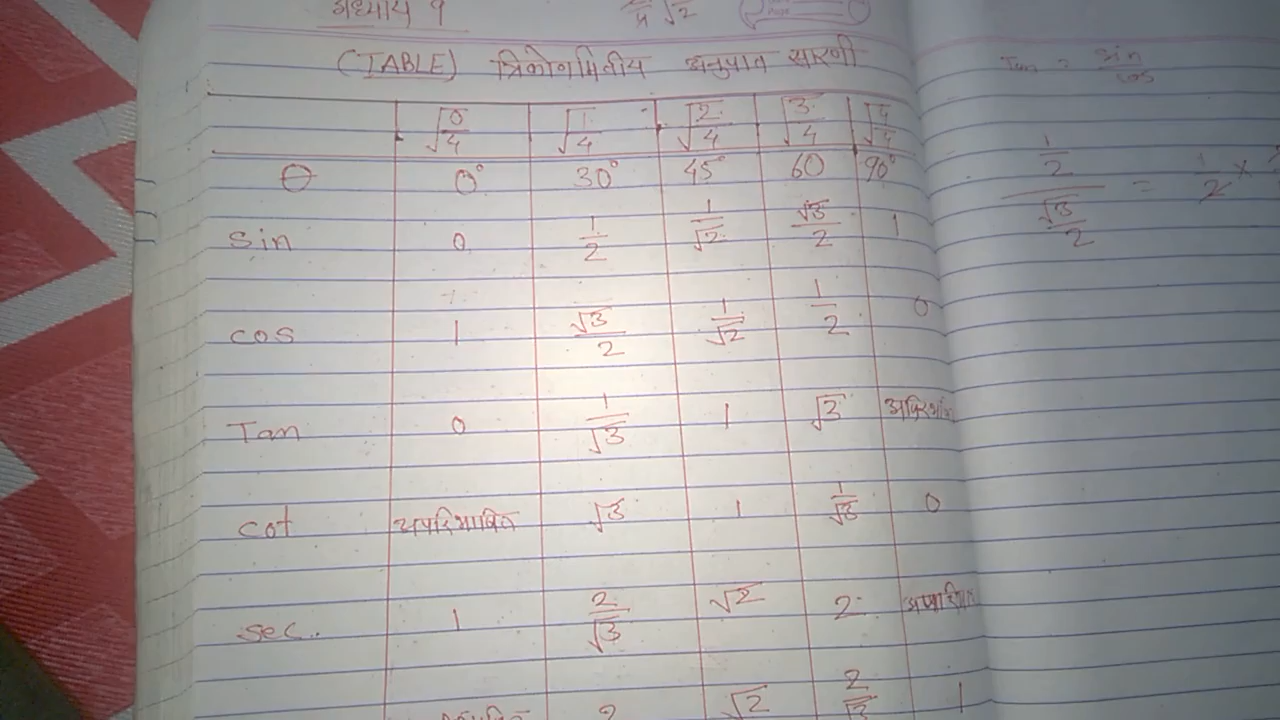 अध्याय 9
(TABLE) त्रिकोणमितीय अनुपात सारणी
√0/4 √1/4 √2/4 √3/4 √4/4
θ 0° 30° 45° 60 90°
sin 0 1/2 1/√2 √3/2 1
cos 1 √3/2 1/√2 1/2 0
Tan 0 1/√3 1 √3
cot अपरिभाषित √3 1 1/√3 0
sec. 1 2/√3 √2 2
2 √2 2/√3 1
Tan = sin/cos
1/2 / √3/2 = 1/2 ×